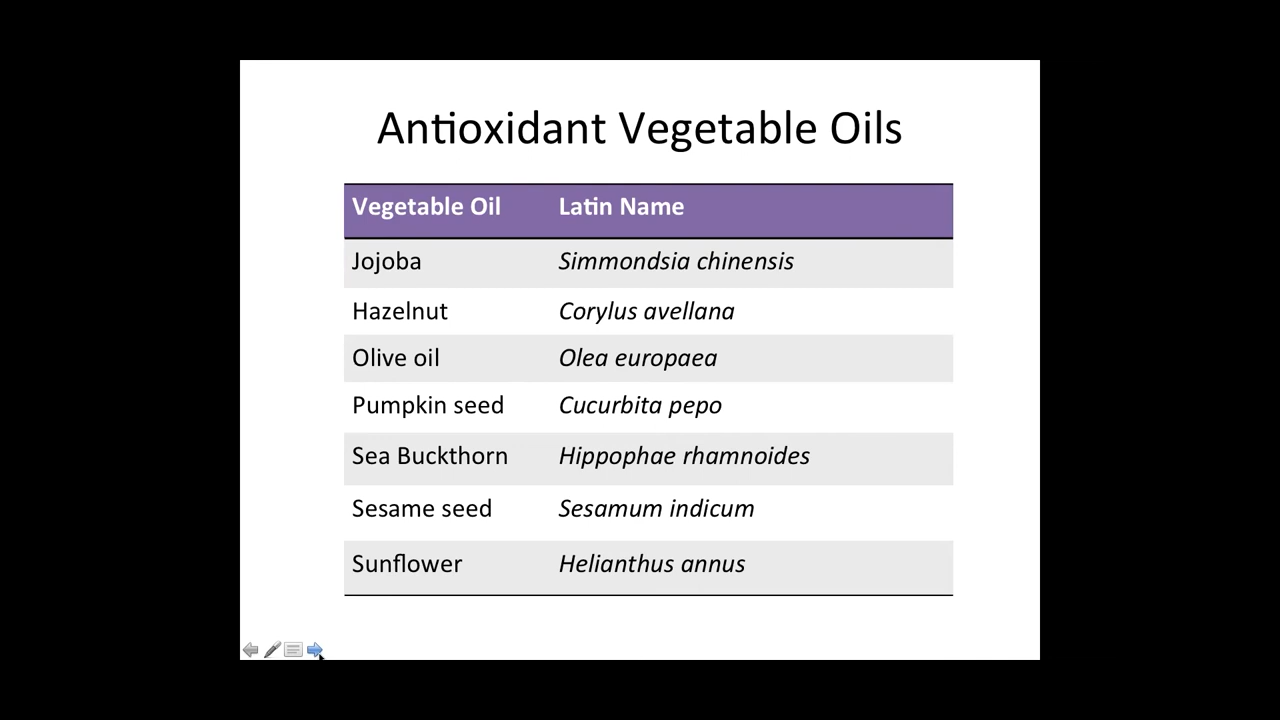 Antioxidant Vegetable Oils
Vegetable Oil Latin Name
Jojoba Simmondsia chinensis
Hazelnut Corylus avellana
Olive oil Olea europaea
Pumpkin seed Cucurbita pepo
Sea Buckthorn Hippophae rhamnoides
Sesame seed Sesamum indicum
Sunflower Helianthus annus